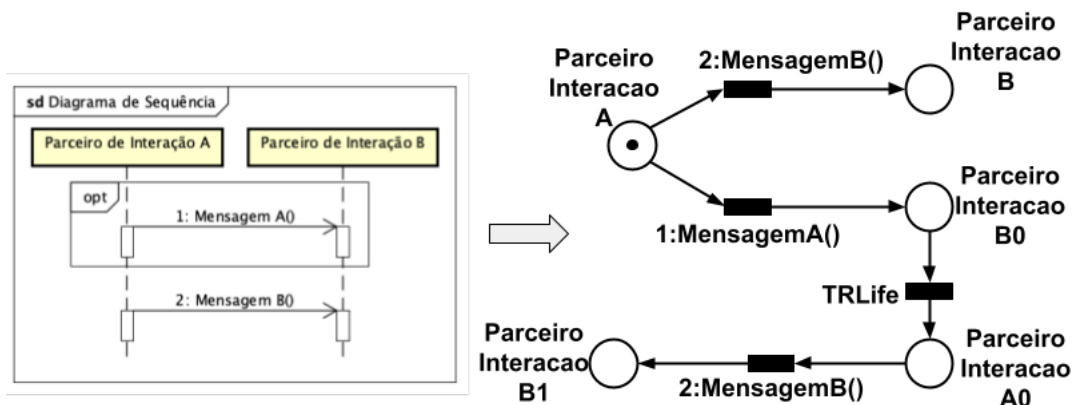 sd Diagrama de Sequência
Parceiro de Interação A
Parceiro de Interação B
opt
1: Mensagem A()
2: Mensagem B()
Parceiro
Interacao
A
2:MensagemB()
Parceiro
Interacao
B
1:MensagemA()
Parceiro
Interacao
B0
TRLife
Parceiro
Interacao
A0
2:MensagemB()
Parceiro
Interacao
B1